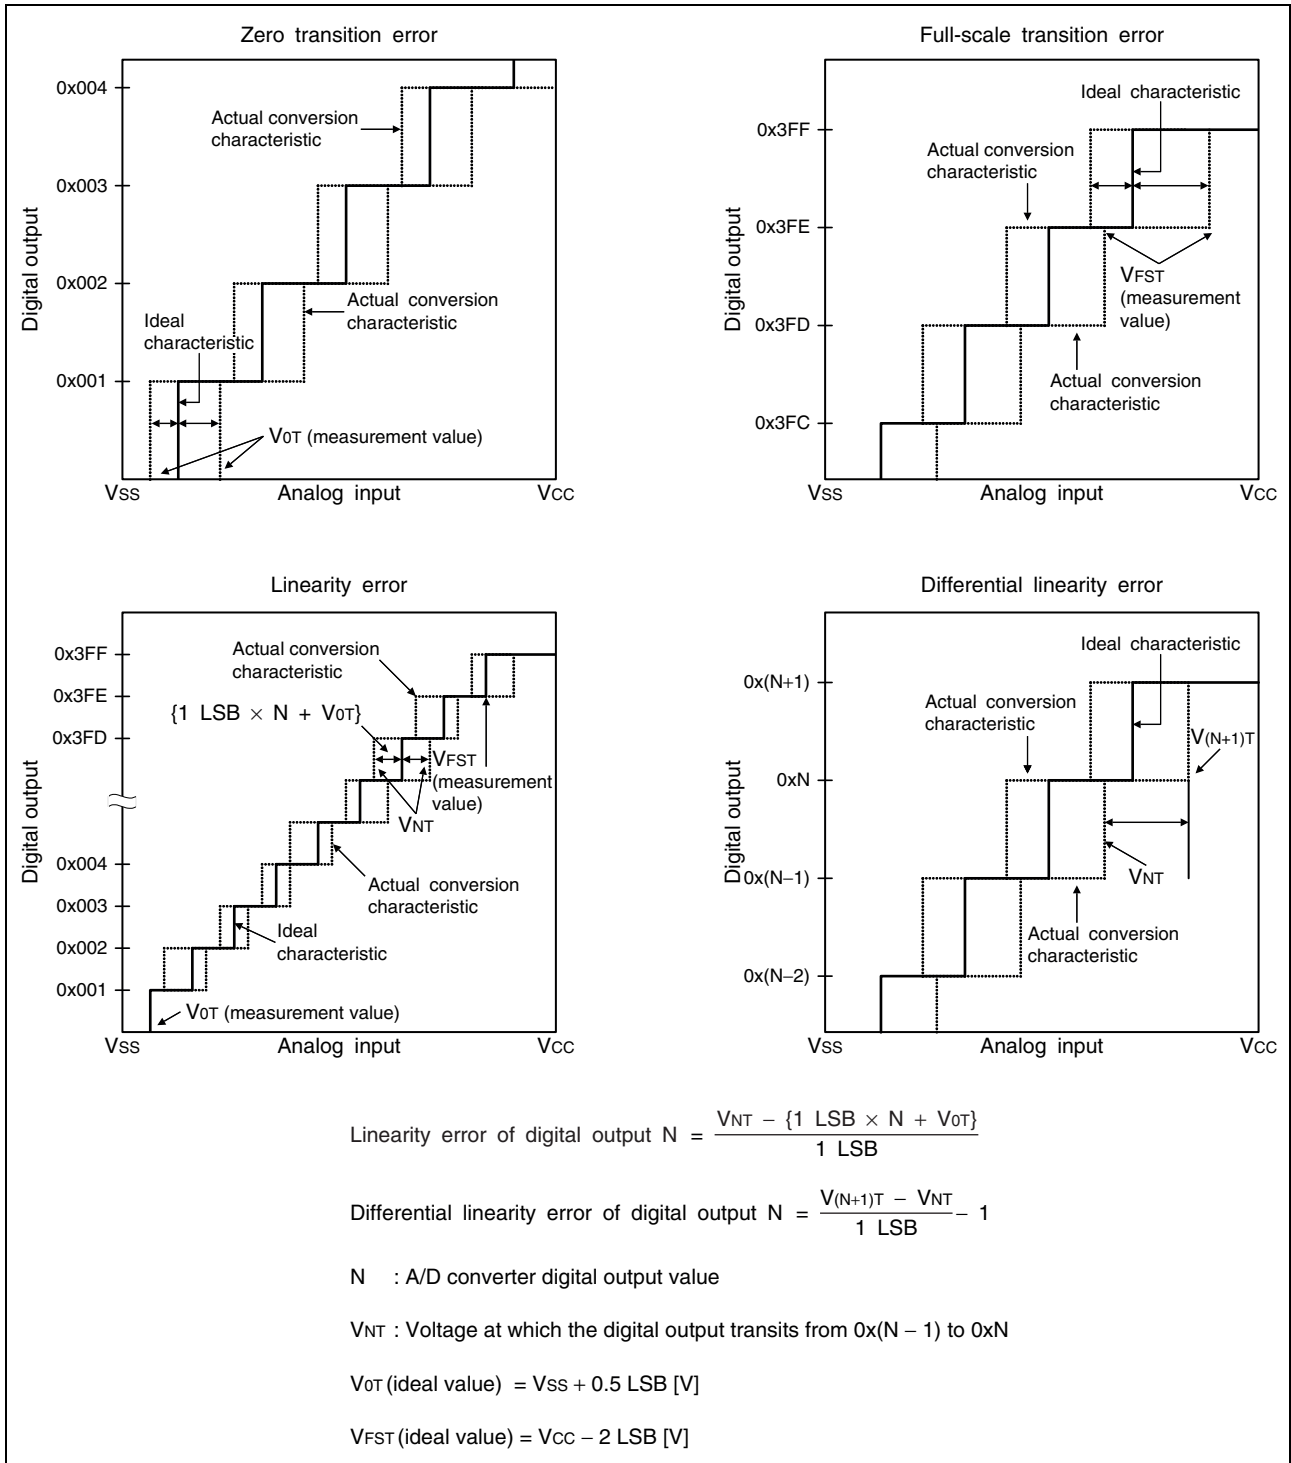 Zero transition error
0x004
0x003
0x002
0x001
Digital output
Actual conversion
characteristic
Actual conversion
characteristic
Ideal
characteristic
V0T (measurement value)
VSS
Analog input
VCC
Full-scale transition error
0x3FF
0x3FE
0x3FD
0x3FC
Digital output
Ideal characteristic
Actual conversion
characteristic
VFST
(measurement
value)
Actual conversion
characteristic
VSS
Analog input
VCC
Linearity error
0x3FF
0x3FE
0x3FD
0x004
0x003
0x002
0x001
Digital output
Actual conversion
characteristic
{1 LSB × N + V0T}
VFST
(measurement
value)
VNT
Actual conversion
characteristic
Ideal
characteristic
V0T (measurement value)
VSS
Analog input
VCC
Differential linearity error
0x(N+1)
0xN
0x(N−1)
0x(N−2)
Digital output
Ideal characteristic
Actual conversion
characteristic
V(N+1)T
VNT
Actual conversion
characteristic
VSS
Analog input
VCC
Linearity error of digital output N = VNT − {1 LSB × N + V0T}
1 LSB
Differential linearity error of digital output N = V(N+1)T − VNT
1 LSB − 1
N : A/D converter digital output value
VNT : Voltage at which the digital output transits from 0x(N − 1) to 0xN
V0T (ideal value) = VSS + 0.5 LSB [V]
VFST (ideal value) = VCC − 2 LSB [V]